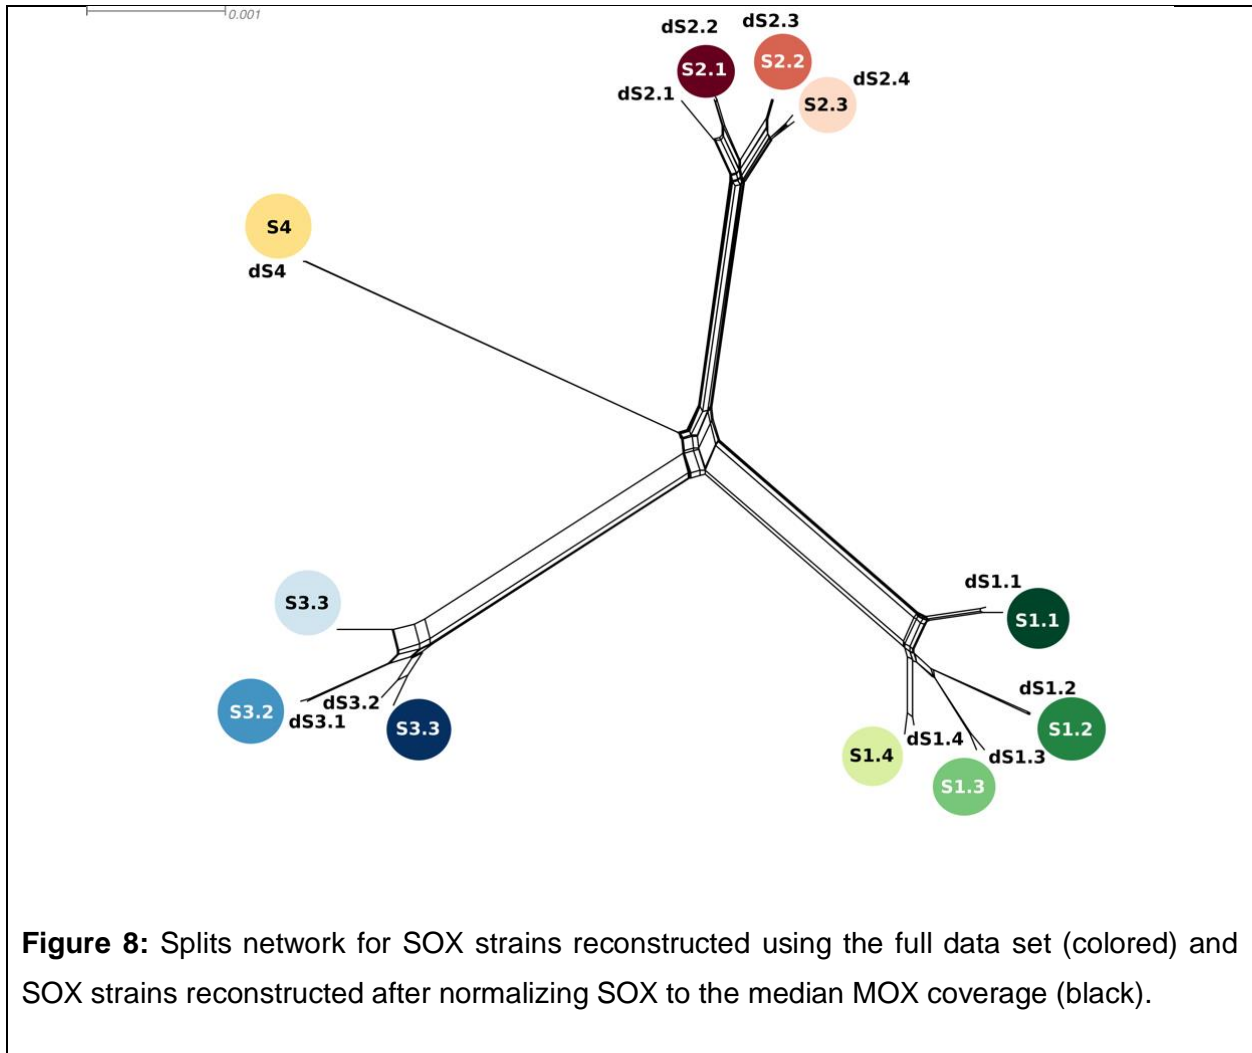 0.001
dS2.2
dS2.3
S2.1
S2.2
dS2.4
dS2.1
S2.3
S4
dS4
dS1.1
S3.3
S1.1
dS1.2
dS3.2
S3.2
dS3.1
S3.3
S1.2
dS1.4
S1.4
dS1.3
S1.3
Figure 8: Splits network for SOX strains reconstructed using the full data set (colored) and
SOX strains reconstructed after normalizing SOX to the median MOX coverage (black).